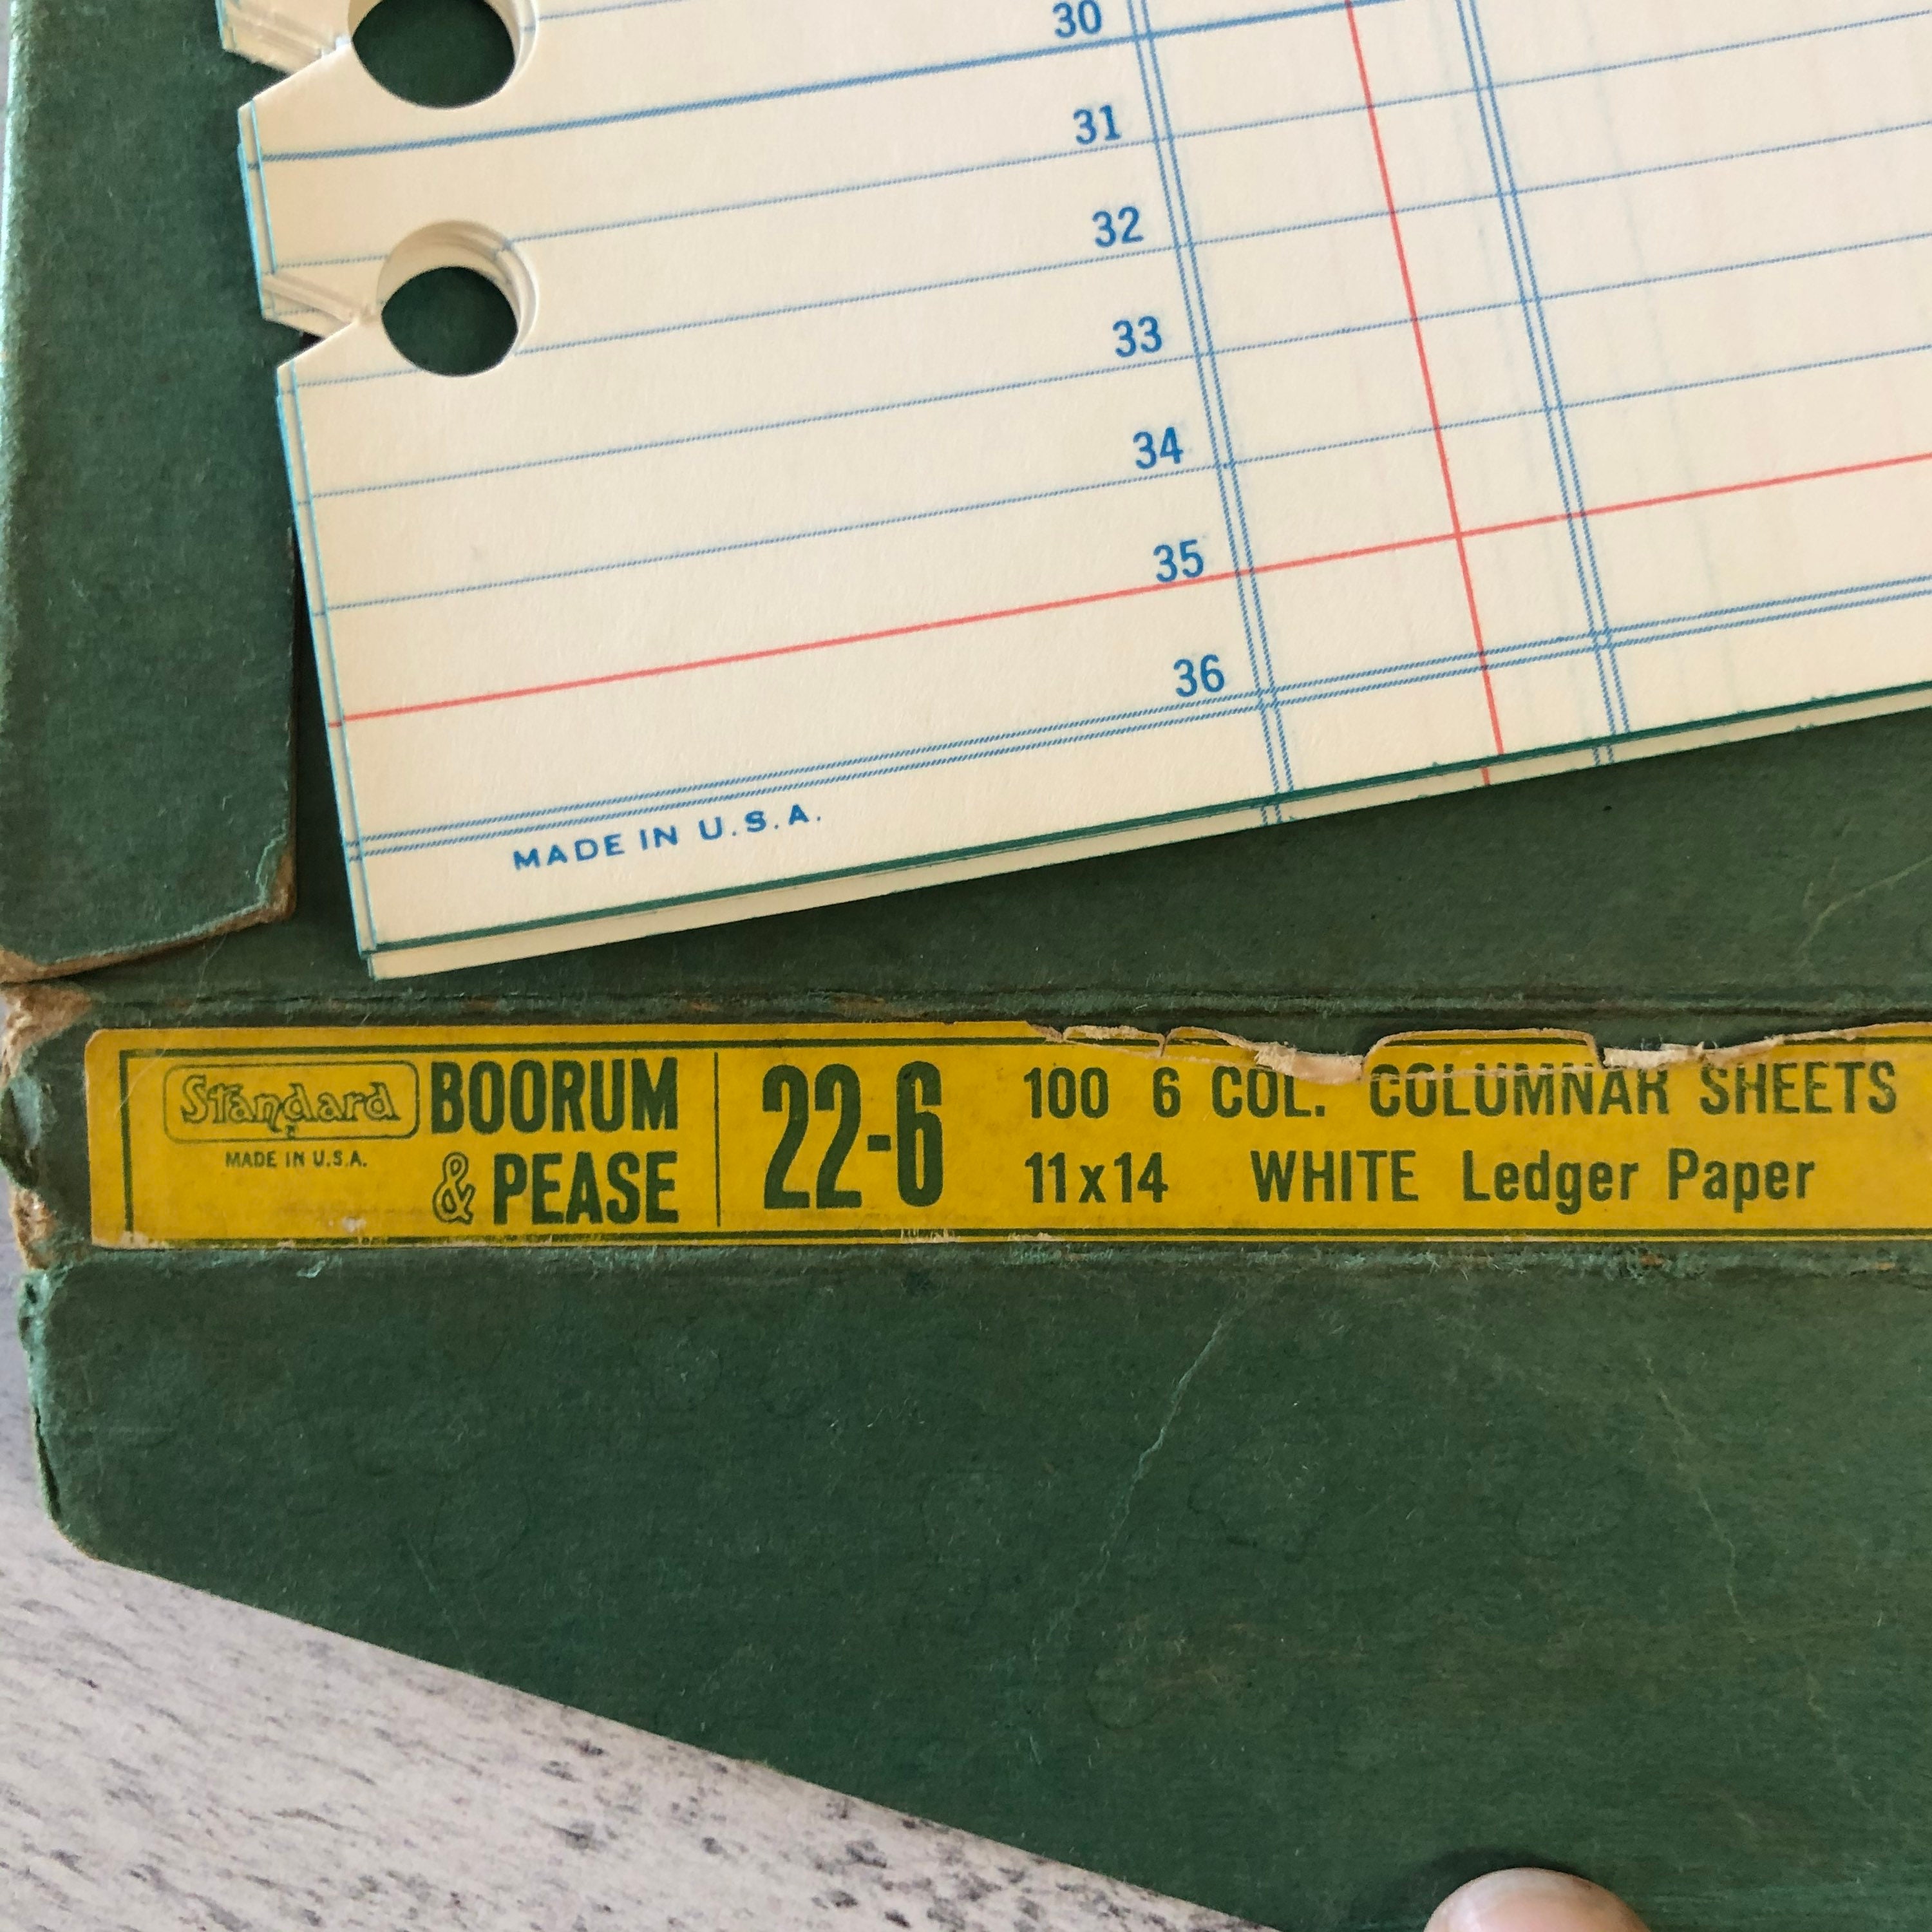 30
31
32
33
34
35
36
MADE IN U.S.A.
Standard
MADE IN U.S.A.
BOORUM
& PEASE
22-6
100 6 COL. COLUMNAR SHEETS
11x14 WHITE Ledger Paper